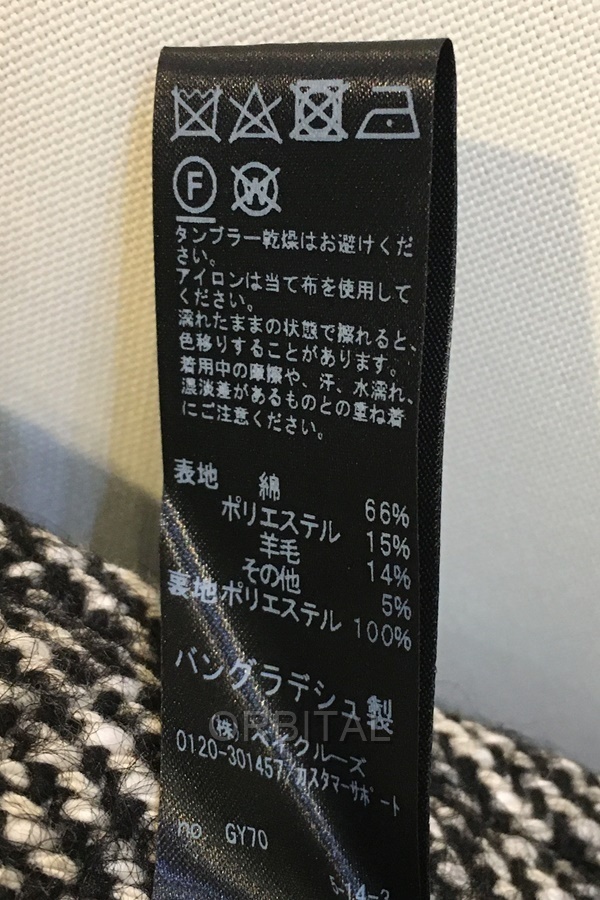 F
W
タンブラー乾燥はお避けくだ
さい。
アイロンは当て布を使用して
ください。
濡れたままの状態で擦れると、
色移りすることがあります。
着用中の摩擦や、汗、水濡れ、
濃淡差があるものとの重ね着
にご注意ください。
表地 綿 66%
ポリエステル 15%
羊毛 14%
その他 5%
裏地 ポリエステル 100%
バングラデシュ製
ORBITAL
(株)ベイクルーズ
0120-301457/カスタマーサポート
no GY70